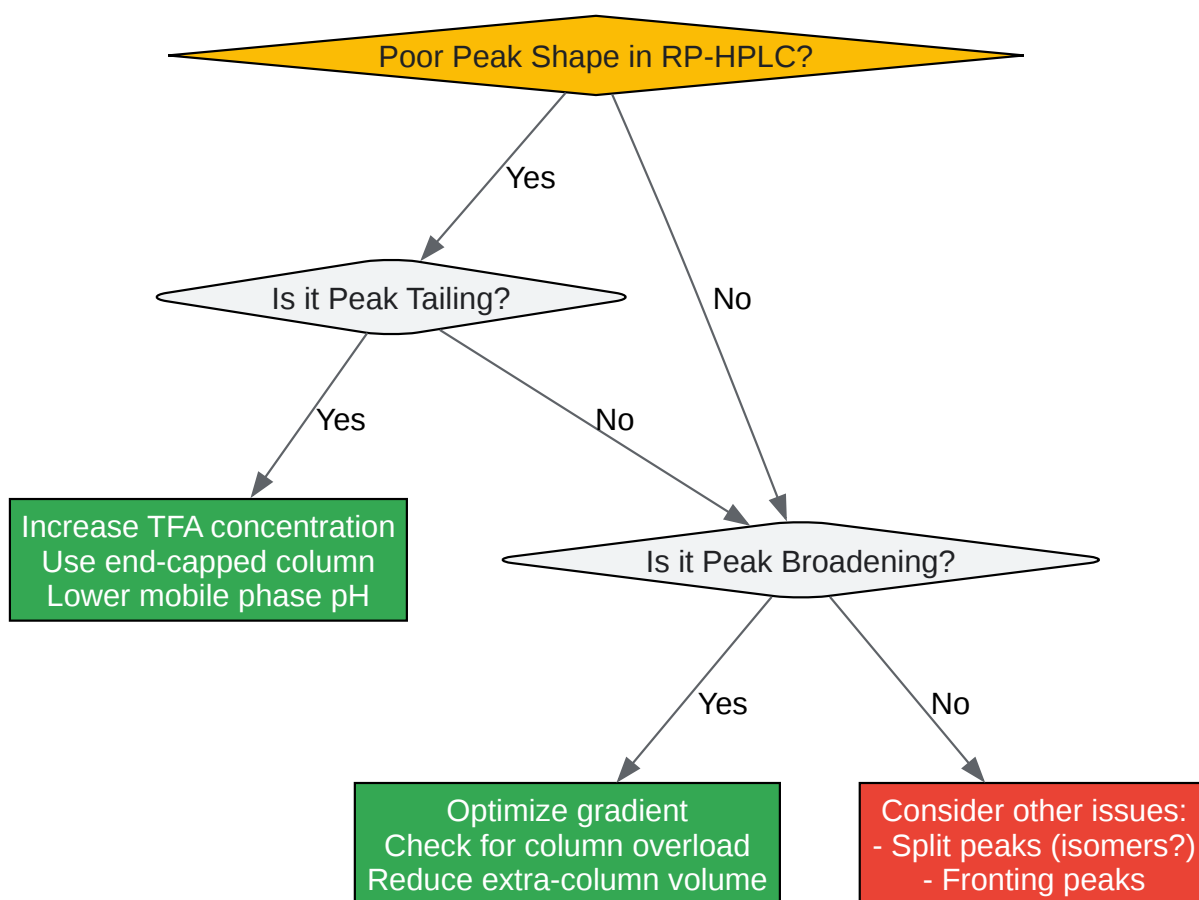 Poor Peak Shape in RP-HPLC?
Yes
Is it Peak Tailing?
No
Yes
No
Increase TFA concentration
Use end-capped column
Lower mobile phase pH
Is it Peak Broadening?
Yes
No
Optimize gradient
Check for column overload
Reduce extra-column volume
Consider other issues:
- Split peaks (isomers?)
- Fronting peaks